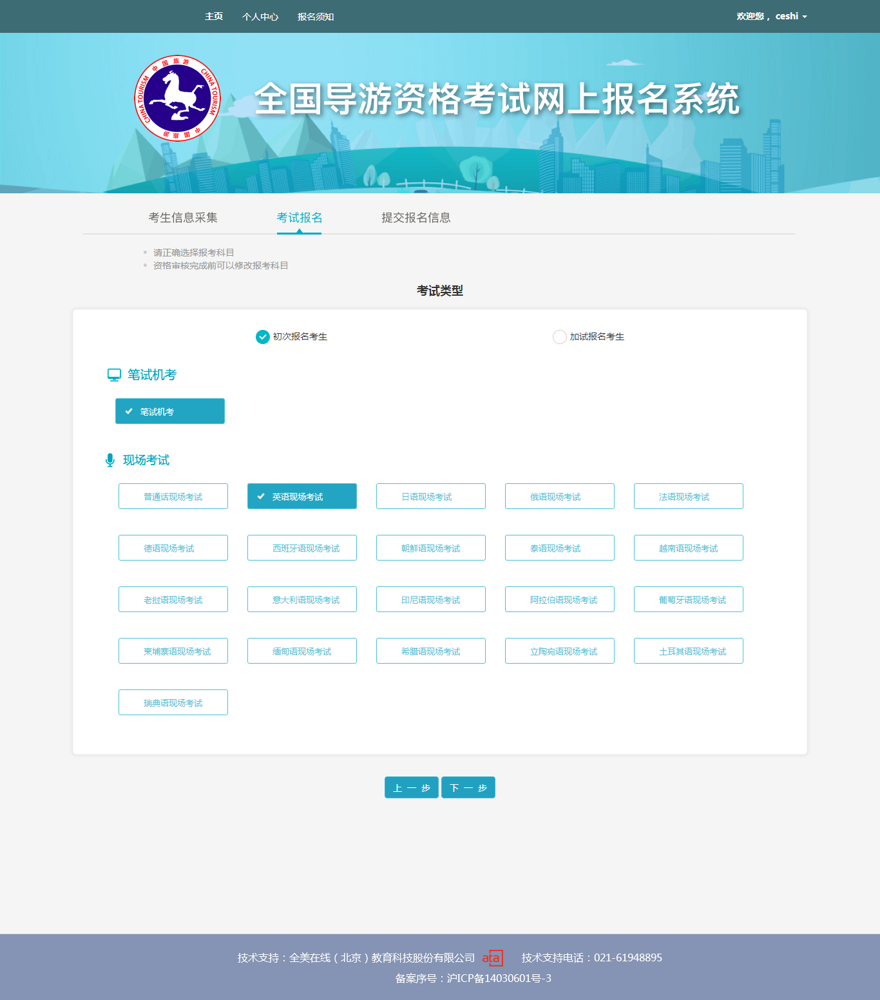 主页 个人中心 报名须知 欢迎您， ceshi
中国旅游
CHINA TOURISM
CHINA TOURISM
中国旅游
全国导游资格考试网上报名系统
考生信息采集 考试报名 提交报名信息
请正确选择报考科目
资格审核完成前可以修改报考科目
考试类型
初次报名考生 加试报名考生
笔试机考
笔试机考
现场考试
普通话现场考试 英语现场考试 日语现场考试 俄语现场考试 法语现场考试
德语现场考试 西班牙语现场考试 朝鲜语现场考试 泰语现场考试 越南语现场考试
老挝语现场考试 意大利语现场考试 印尼语现场考试 阿拉伯语现场考试 葡萄牙语现场考试
柬埔寨语现场考试 缅甸语现场考试 希腊语现场考试 立陶宛语现场考试 土耳其语现场考试
瑞典语现场考试
上 一 步 下 一 步
技术支持：全美在线（北京）教育科技股份有限公司 ata 技术支持电话：021-61948895
备案序号：沪ICP备14030601号-3